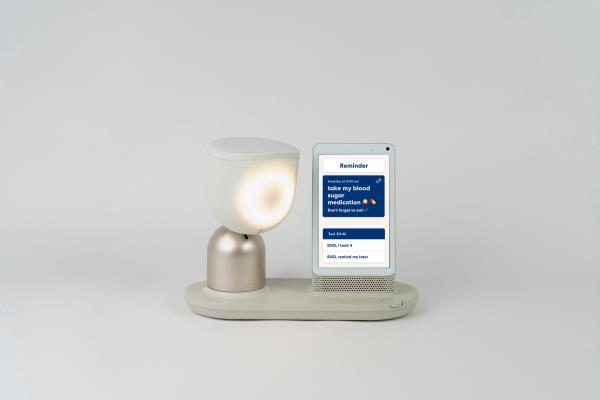 Reminder
Everyday at 10:30 am
take my blood
sugar
medication
Don't forget to eat!
Tell ElliQ
ElliQ, I took it
ElliQ, remind me later